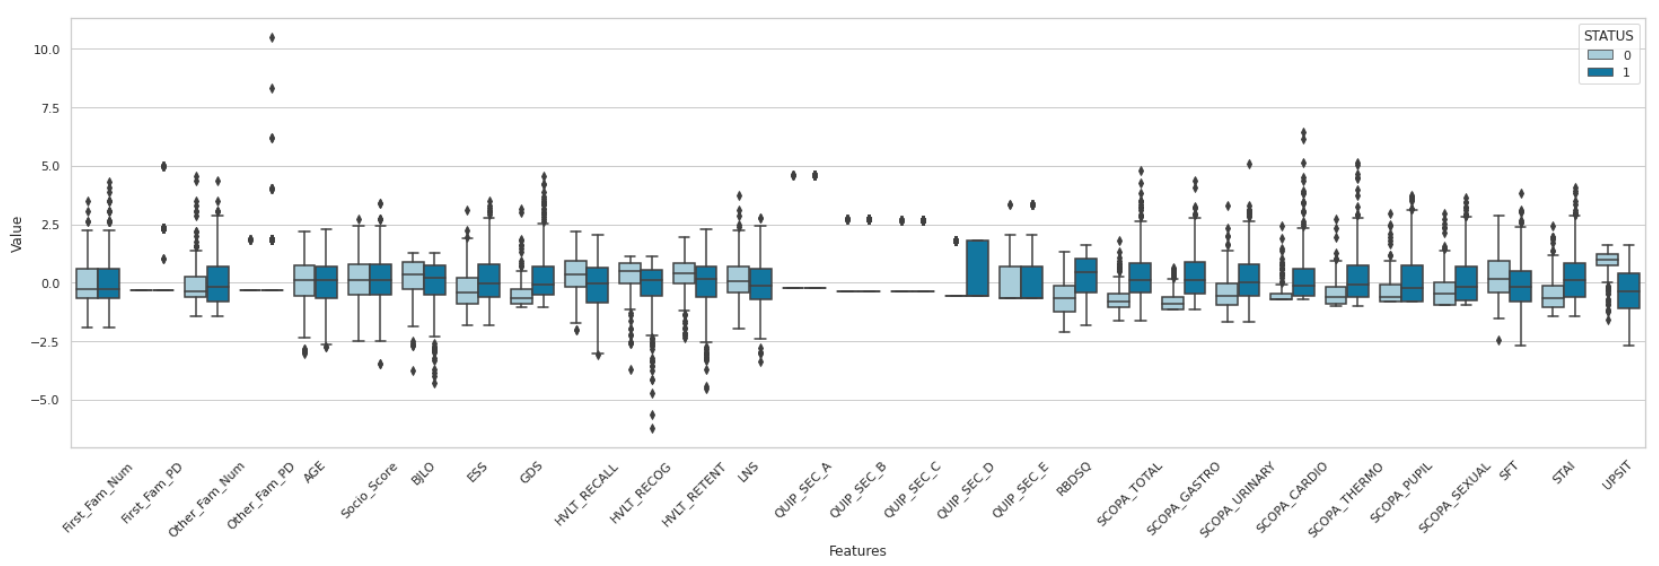 STATUS
0
1
10.0
7.5
5.0
2.5
0.0
−2.5
−5.0
Value
First_Fam_Num
First_Fam_PD
Other_Fam_Num
Other_Fam_PD
AGE
Socio_Score
BJLO
ESS
GDS
HVLT_RECALL
HVLT_RECOG
HVLT_RETENT
LNS
QUIP_SEC_A
QUIP_SEC_B
QUIP_SEC_C
QUIP_SEC_D
QUIP_SEC_E
RBDSQ
SCOPA_TOTAL
SCOPA_GASTRO
SCOPA_URINARY
SCOPA_CARDIO
SCOPA_THERMO
SCOPA_PUPIL
SCOPA_SEXUAL
SFT
STAI
UPSIT
Features